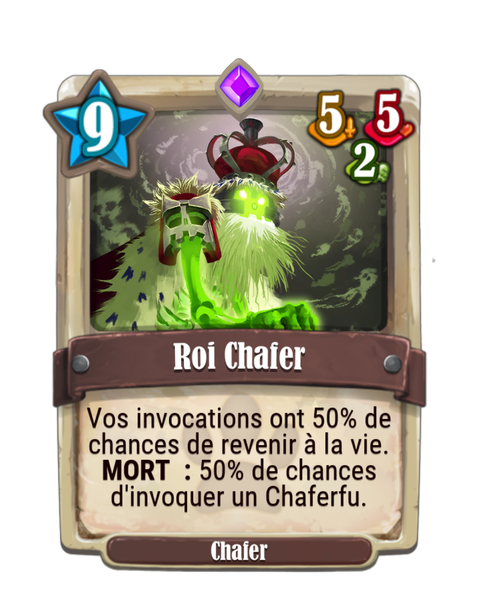 9
5 5
2
Roi Chafer
Vos invocations ont 50% de
chances de revenir à la vie.
MORT : 50% de chances
d'invoquer un Chaferfu.
Chafer